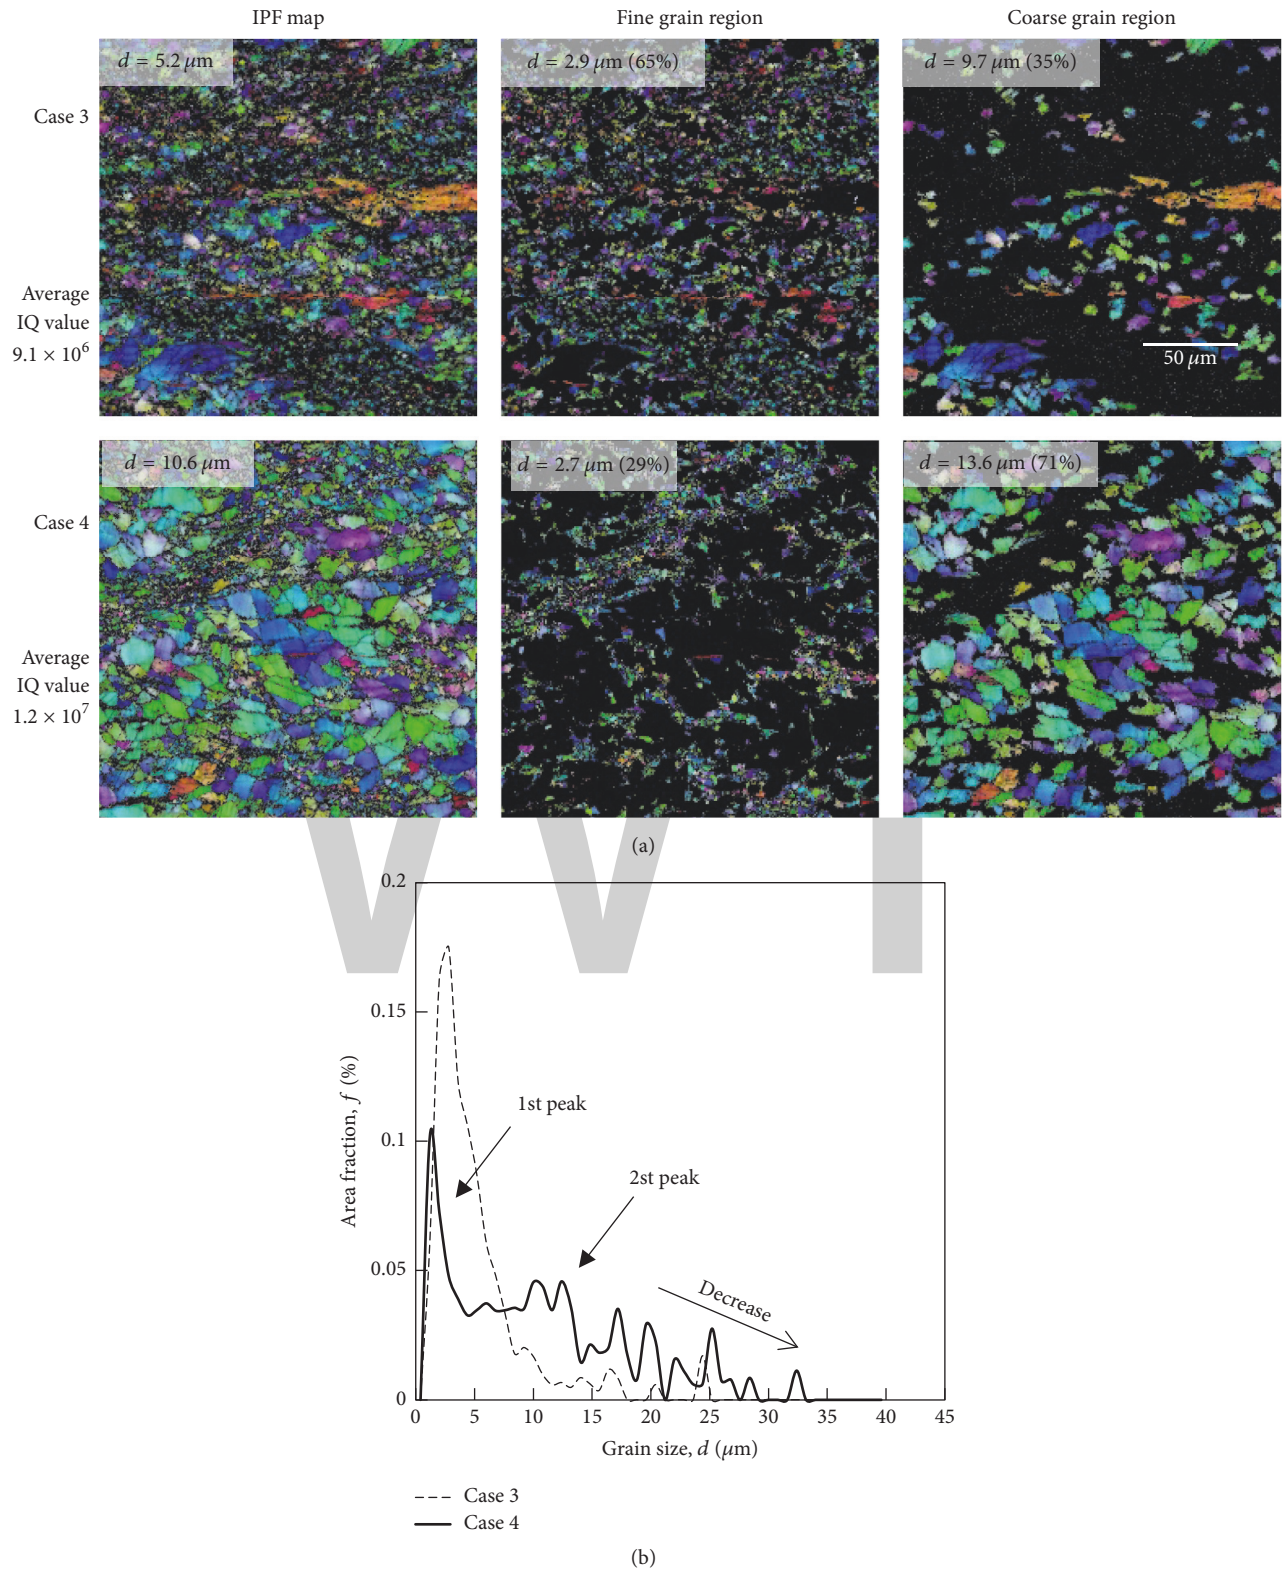 IPF map
Fine grain region
Coarse grain region
Case 3
d = 5.2 μm
d = 2.9 μm (65%)
d = 9.7 μm (35%)
Average
IQ value
9.1 × 10⁶
50 μm
Case 4
d = 10.6 μm
d = 2.7 μm (29%)
d = 13.6 μm (71%)
Average
IQ value
1.2 × 10⁷
(a)
0.2
0.15
0.1
0.05
0
Area fraction, f (%)
1st peak
2st peak
Decrease
0 5 10 15 20 25 30 35 40 45
Grain size, d (μm)
Case 3
Case 4
(b)